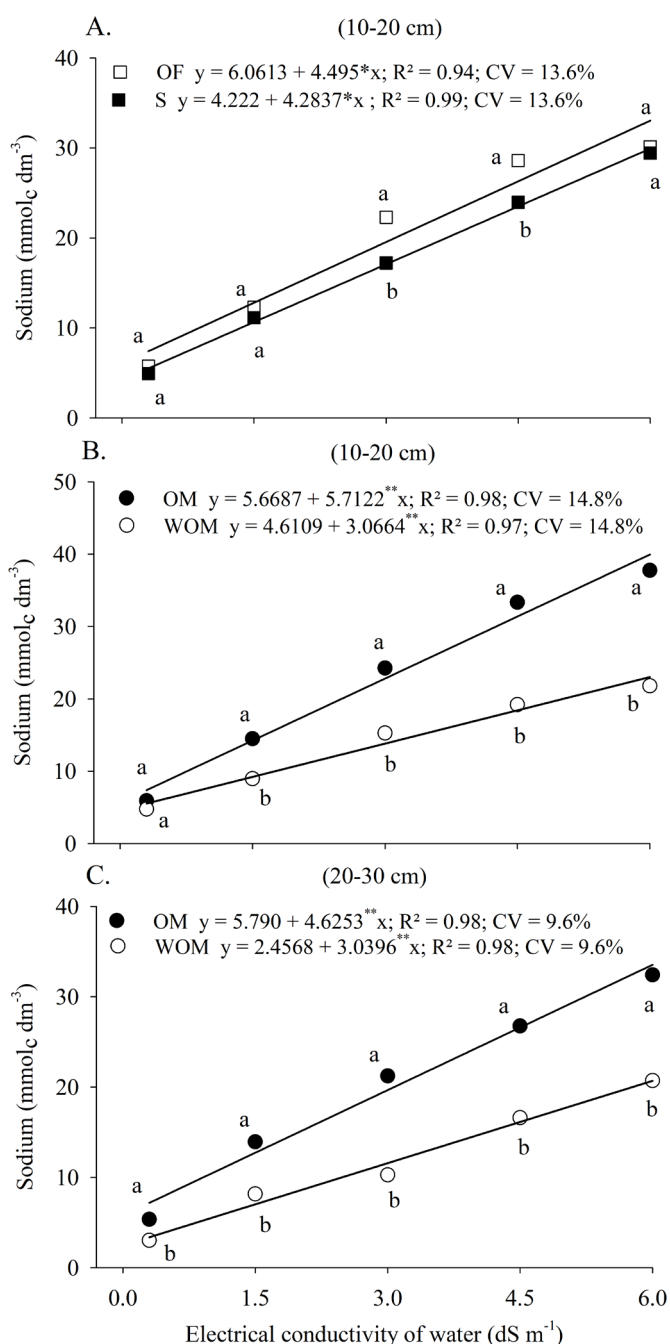 A.
(10-20 cm)
40
OF y = 6.0613 + 4.495*x; R² = 0.94; CV = 13.6%
S y = 4.222 + 4.2837*x ; R² = 0.99; CV = 13.6%
a
30
a
a
a
20
b
b
a
10
a
a
a
0
Sodium (mmolc dm-3)
B.
(10-20 cm)
50
OM y = 5.6687 + 5.7122**x; R² = 0.98; CV = 14.8%
WOM y = 4.6109 + 3.0664**x; R² = 0.97; CV = 14.8%
40
a
a
30
a
20
a
b
b
b
10
a
b
a
0
Sodium (mmolc dm-3)
C.
(20-30 cm)
40
OM y = 5.790 + 4.6253**x; R² = 0.98; CV = 9.6%
WOM y = 2.4568 + 3.0396**x; R² = 0.98; CV = 9.6%
30
a
a
a
20
a
b
b
10
a
b
b
b
0
Sodium (mmolc dm-3)
0.0 1.5 3.0 4.5 6.0
Electrical conductivity of water (dS m-1)